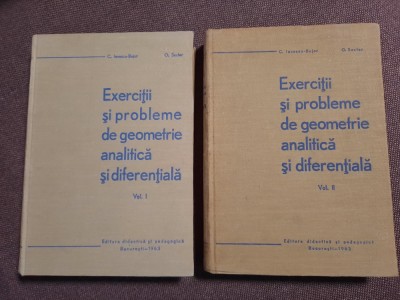 C. Ionescu-Bujor O. Sacter
Exerciţii
şi probleme
de geometrie
analitică
şi diferenţială
Vol. I
Editura didactică şi pedagogică
Bucureşti - 1963
C. Ionescu-Bujor O. Sacter
Exerciţii
şi probleme
de geometrie
analitică
şi diferenţială
Vol. II
Editura didactică şi pedagogică
Bucureşti - 1963